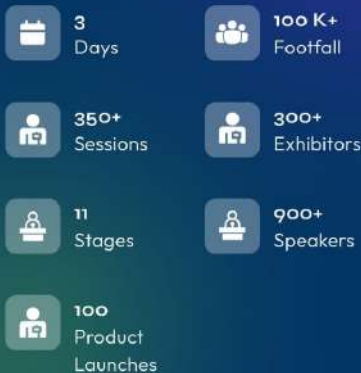 3
Days
100 K+
Footfall
350+
Sessions
300+
Exhibitors
11
Stages
900+
Speakers
100
Product
Launches